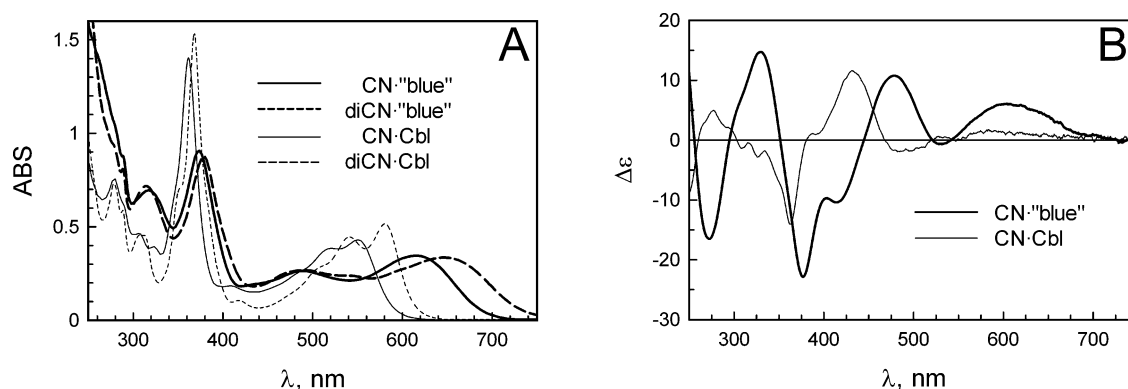 A
1.5
1
0.5
0
ABS
CN·"blue"
diCN·"blue"
CN·Cbl
diCN·Cbl
300 400 500 600 700
λ, nm
B
30
20
10
0
-10
-20
-30
Δε
CN·"blue"
CN·Cbl
300 400 500 600 700
λ, nm